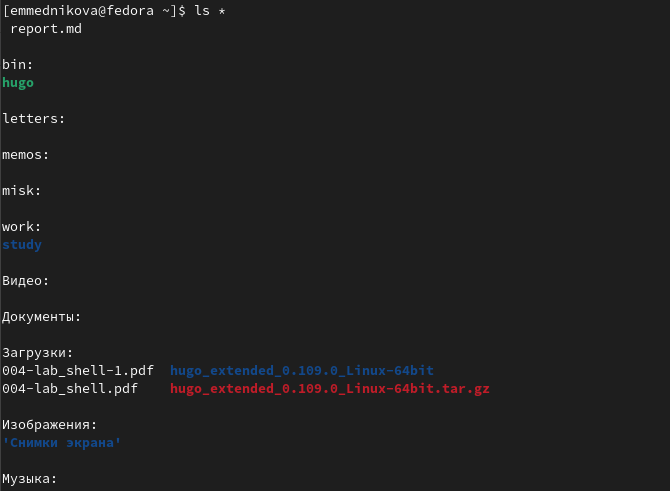 [emmednikova@fedora ~]$ ls *
report.md
bin:
hugo
letters:
memos:
misk:
work:
study
Видео:
Документы:
Загрузки:
004-lab_shell-1.pdf  hugo_extended_0.109.0_Linux-64bit
004-lab_shell.pdf    hugo_extended_0.109.0_Linux-64bit.tar.gz
Изображения:
'Снимки экрана'
Музыка: